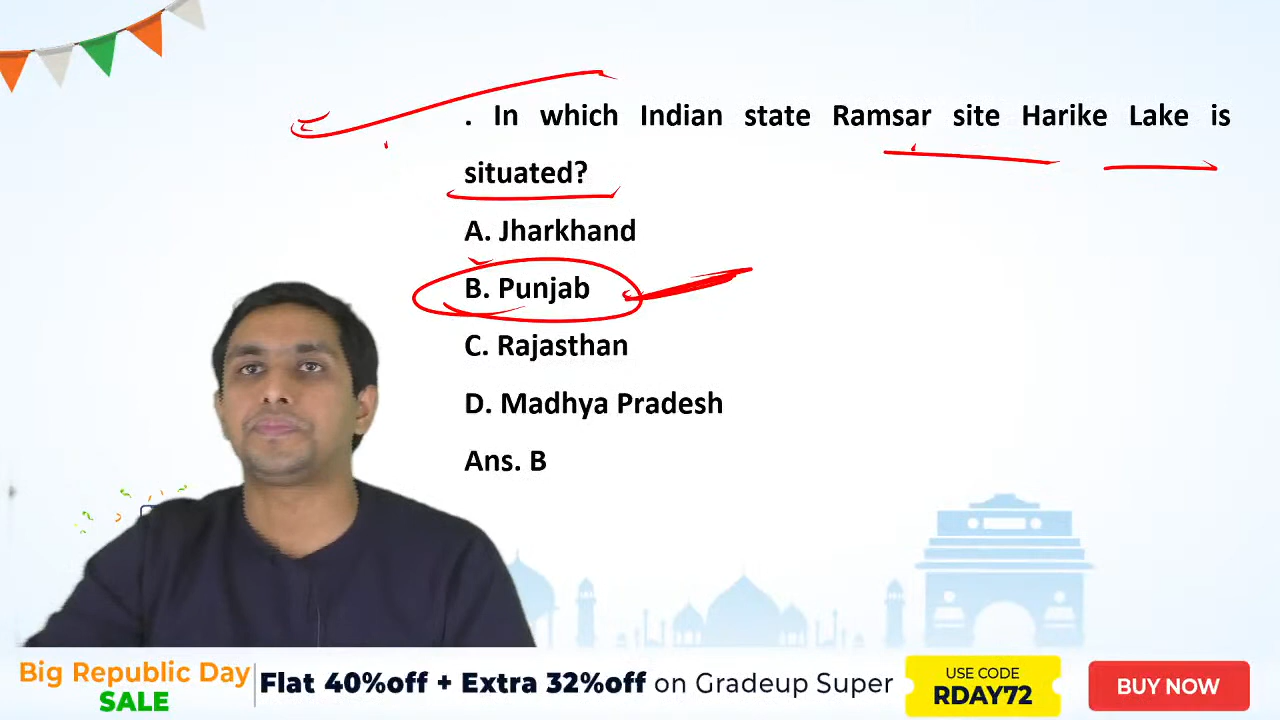 . In which Indian state Ramsar site Harike Lake is
situated?
A. Jharkhand
B. Punjab
C. Rajasthan
D. Madhya Pradesh
Ans. B
Big Republic Day
SALE
Flat 40%off + Extra 32%off on Gradeup Super
USE CODE
RDAY72
BUY NOW